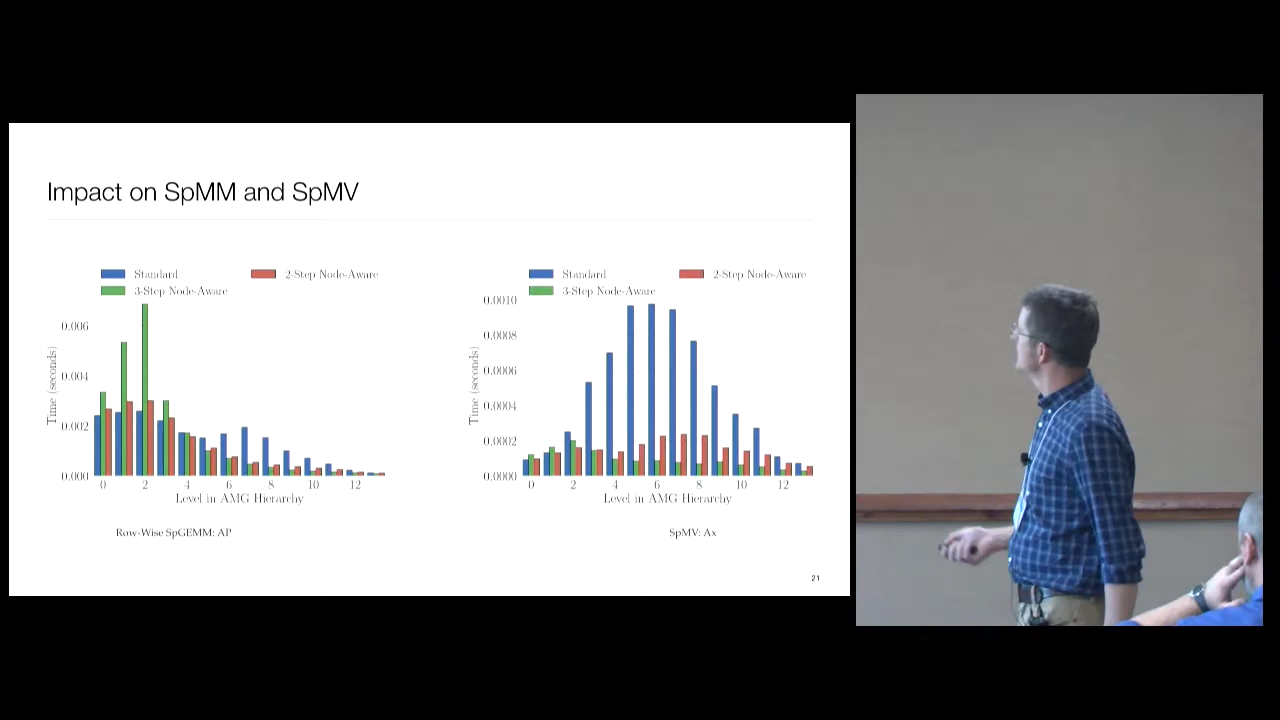 Impact on SpMM and SpMV
Standard
2-Step Node-Aware
3-Step Node-Aware
0.006
0.004
0.002
0.000
Time (seconds)
0 2 4 6 8 10 12
Level in AMG Hierarchy
Row-Wise SpGEMM: AP
Standard
2-Step Node-Aware
3-Step Node-Aware
0.0010
0.0008
0.0006
0.0004
0.0002
0.0000
Time (seconds)
0 2 4 6 8 10 12
Level in AMG Hierarchy
SpMV: Ax
21